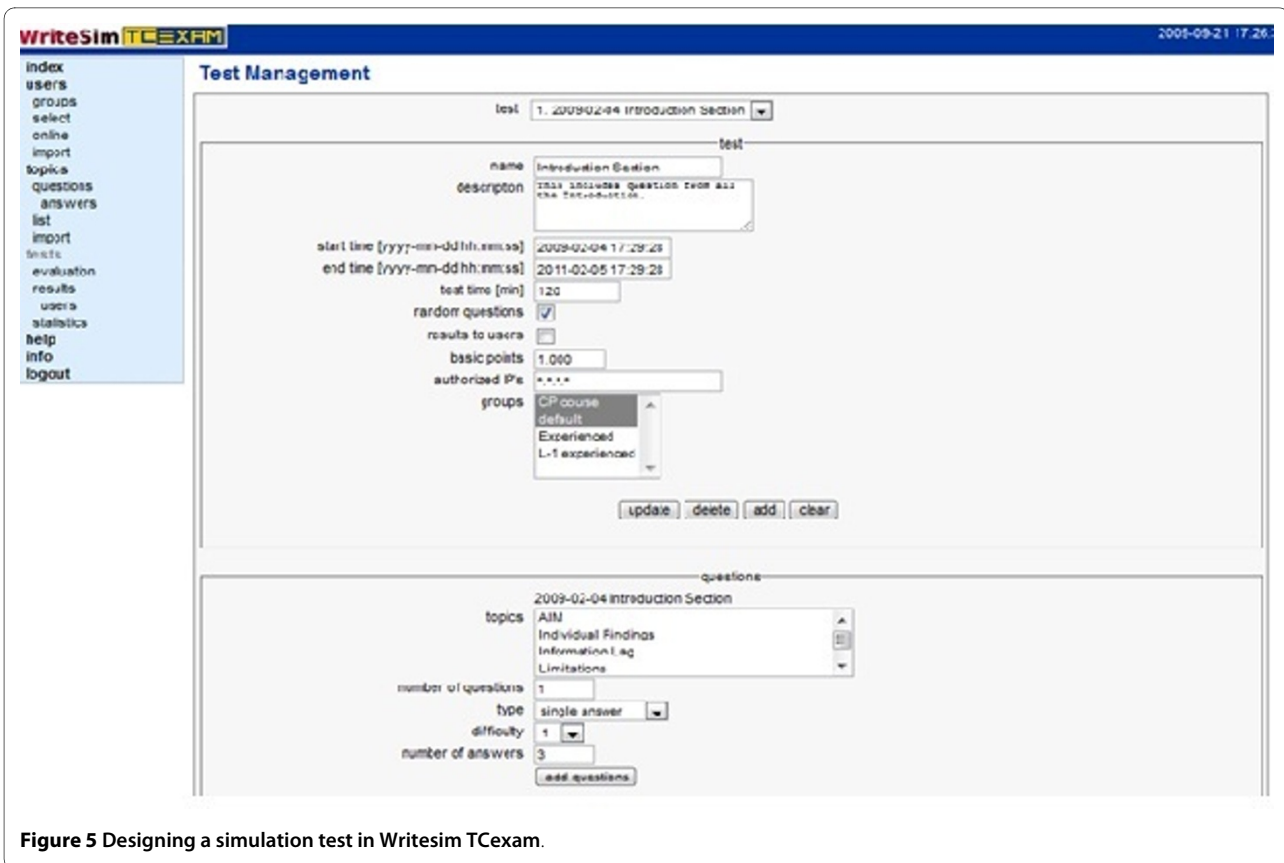 WriteSim TCEXAM
2009-09-21 17.26.
index
users
groups
select
online
import
topics
questions
answers
list
import
tests
evaluation
results
users
statistics
help
info
logout
Test Management
test 1. 2009-02-04 Introduction Section
test
name Introduction Section
descripton This includes Question from all
the Introduction.
start time [yyyy-mm-dd hh:mm:ss] 2009-02-04 17:29:28
end time [yyyy-mm-dd hh:mm:ss] 2011-02-05 17:29:28
test time [min] 120
random questions
results to users
basic points 1.000
authorized IP's *.*.*.*
groups CP course
default
Experienced
L-1 experienced
update delete add clear
questions
2009-02-04 Introduction Section
topics AIM
Individual Findings
Information Lag
Limitations
number of questions 1
type single answer
difficulty 1
number of answers 3
add questions
Figure 5 Designing a simulation test in Writesim TCexam.